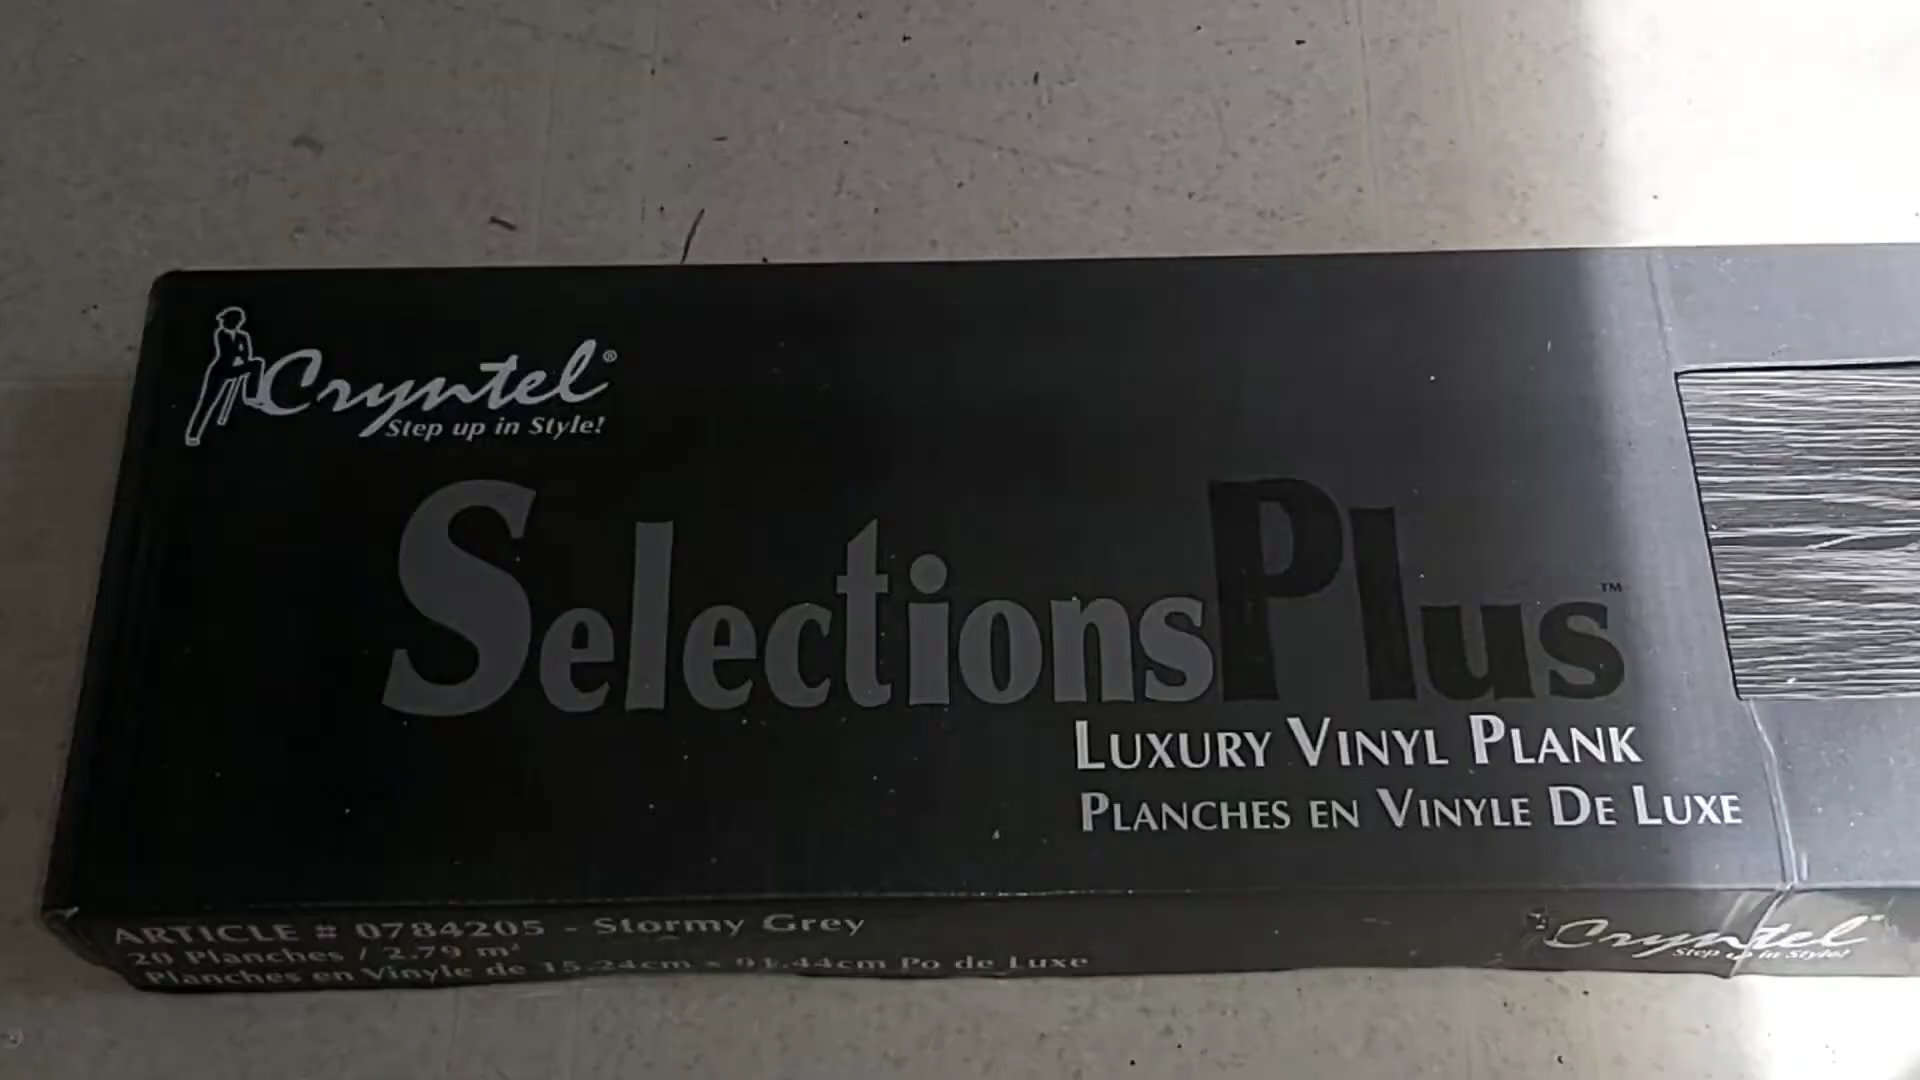 Cryntel®
Step up in Style!
SelectionsPlus™
LUXURY VINYL PLANK
PLANCHES EN VINYLE DE LUXE
ARTICLE # 0784205 - Stormy Grey
20 Planches / 2.79 m²
Planches en Vinyle de 15.24cm x 91.44cm Po de Luxe
Cryntel
Step up in Style!